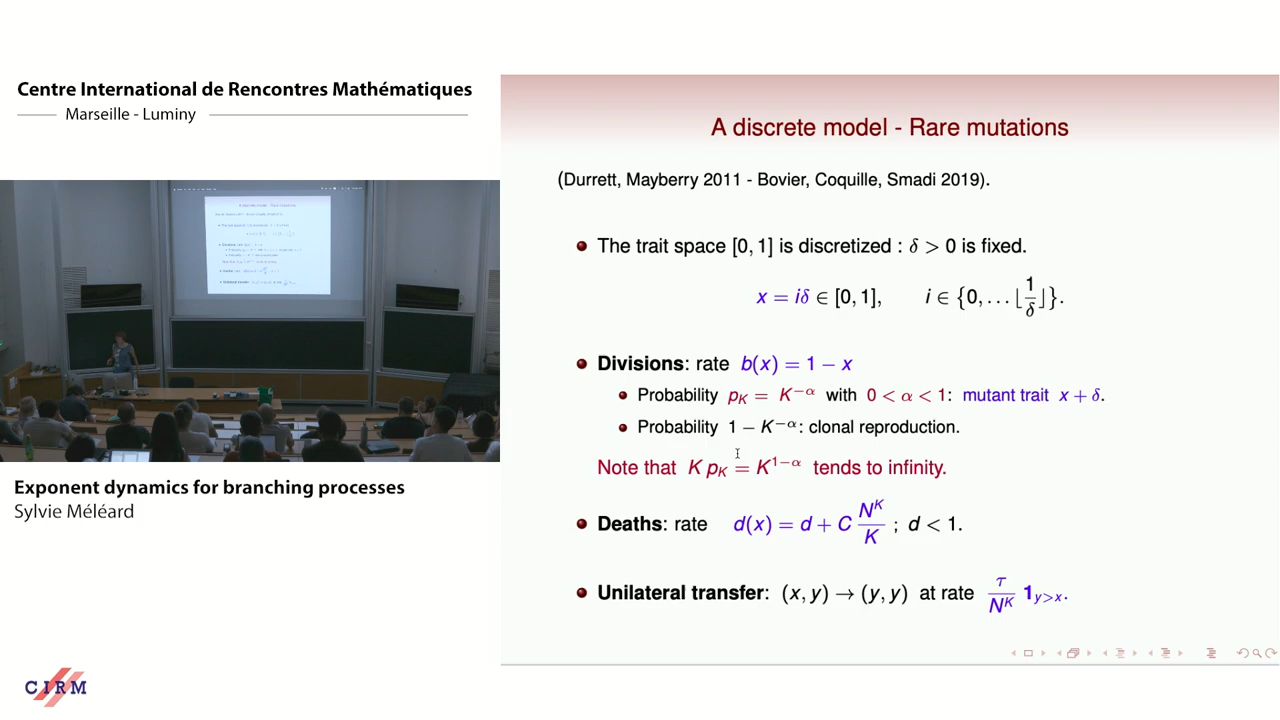 Centre International de Rencontres Mathématiques
Marseille - Luminy
A discrete model - Rare mutations
(Durrett, Mayberry 2011 - Bovier, Coquille, Smadi 2019).
The trait space [0, 1] is discretized : δ > 0 is fixed.
x = iδ ∈ [0, 1], i ∈ {0, . . . ⌊1/δ⌋}.
Divisions: rate b(x) = 1 − x
Probability p_K = K^−α with 0 < α < 1: mutant trait x + δ.
Probability 1 − K^−α: clonal reproduction.
Note that K p_K = K^1−α tends to infinity.
Deaths: rate d(x) = d + C N^K/K ; d < 1.
Unilateral transfer: (x, y) → (y, y) at rate τ/N^K 1_y>x.
Exponent dynamics for branching processes
Sylvie Méléard
CIRM